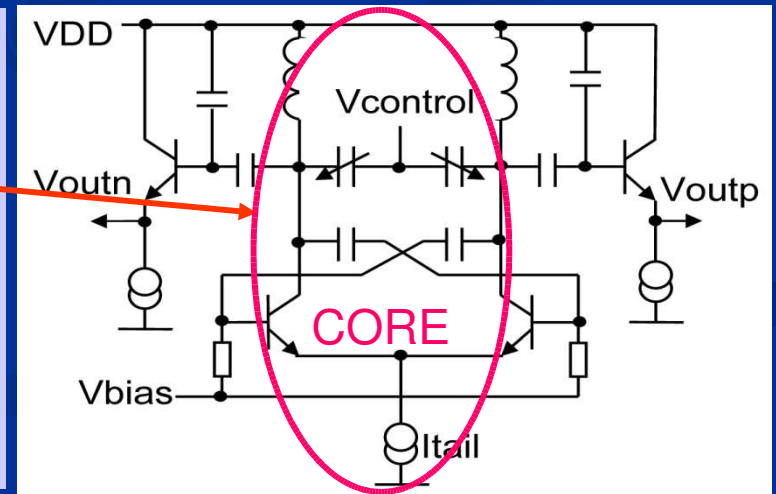 VDD
Vcontrol
Voutn
Voutp
CORE
Vbias
Itail